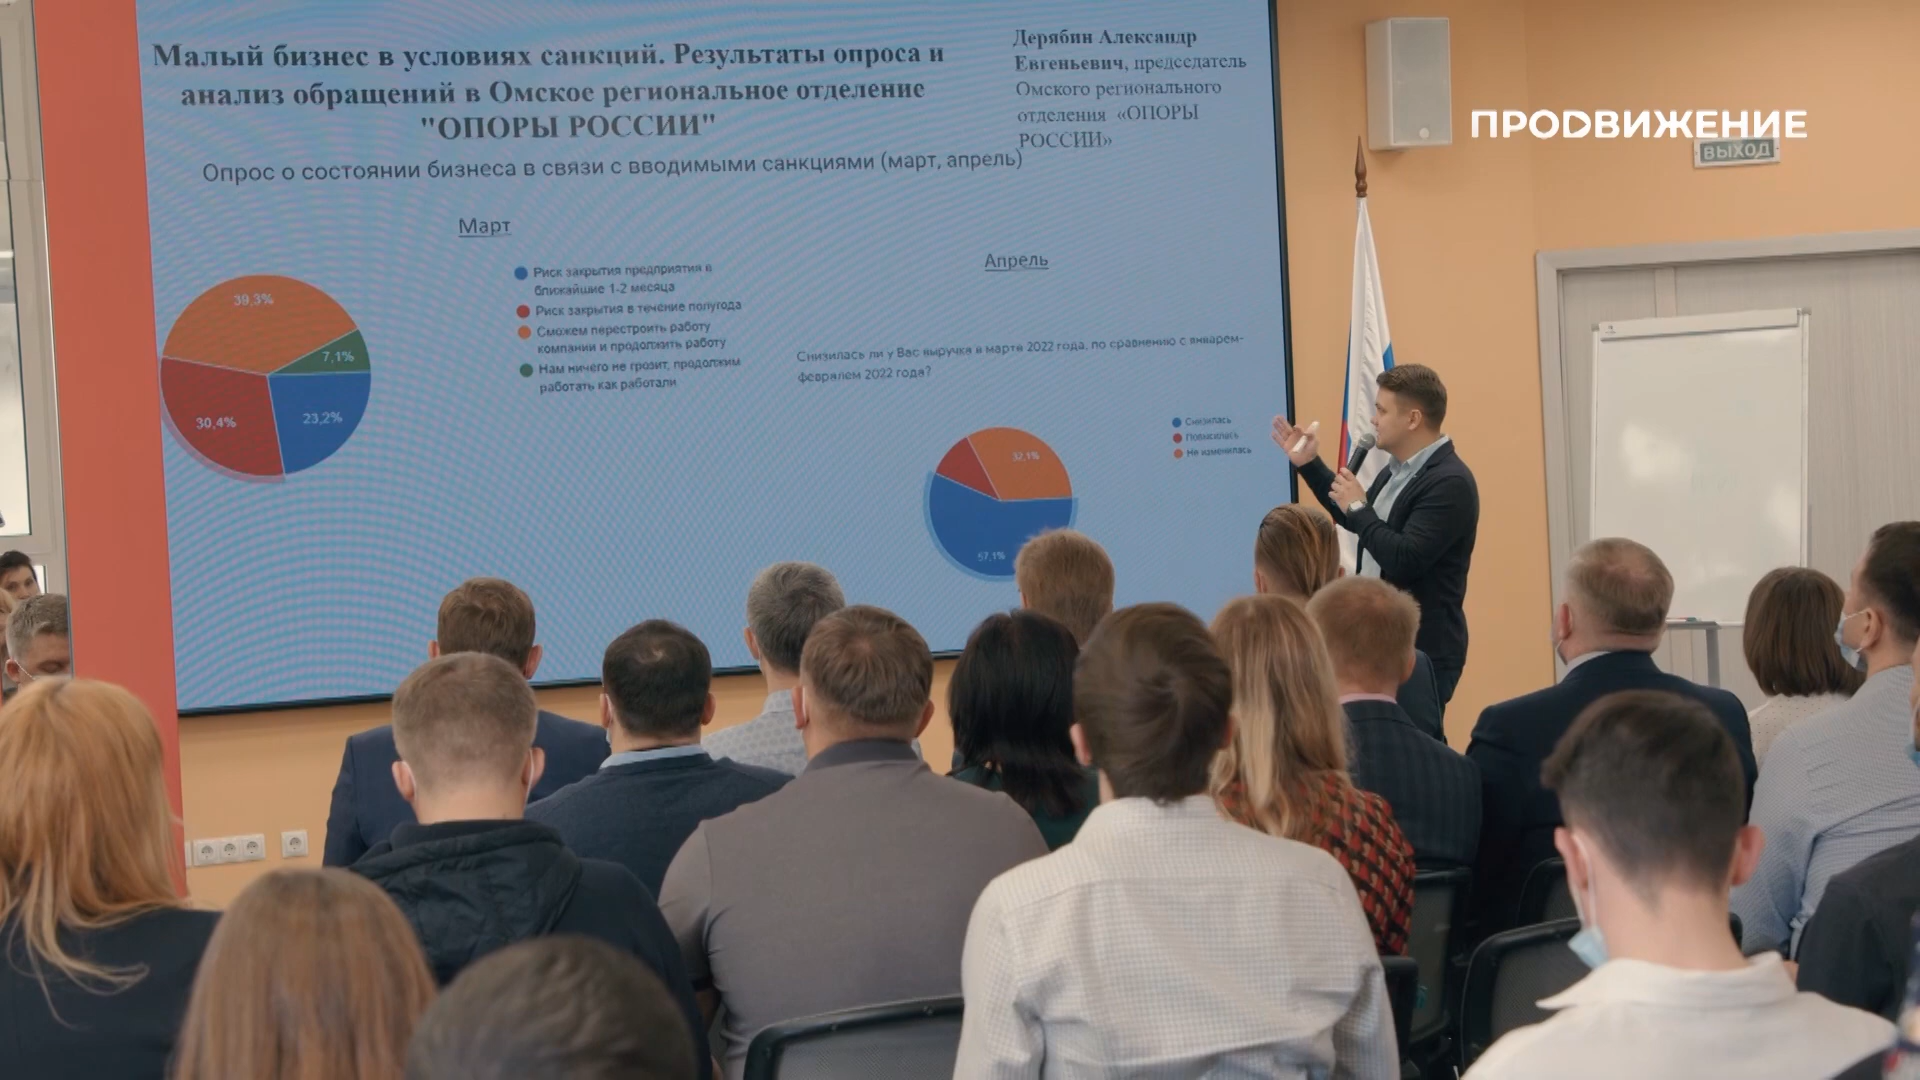 Малый бизнес в условиях санкций. Результаты опроса и
анализ обращений в Омское региональное отделение
"ОПОРЫ РОССИИ"
Дерябин Александр
Евгеньевич, председатель
Омского регионального
отделения «ОПОРЫ
РОССИИ»
ПРОДВИЖЕНИЕ
ВЫХОД
Опрос о состоянии бизнеса в связи с вводимыми санкциями (март, апрель)
Март
39,3%
7,1%
30,4%
23,2%
Риск закрытия предприятия в
ближайшие 1-2 месяца
Риск закрытия в течение полугода
Сможем перестроить работу
компании и продолжить работу
Нам ничего не грозит, продолжим
работать как работали
Апрель
Снизилась ли у Вас выручка в марте 2022 года, по сравнению с январем-
февралем 2022 года?
32,1%
57,1%
Снизилась
Повысилась
Не изменилась